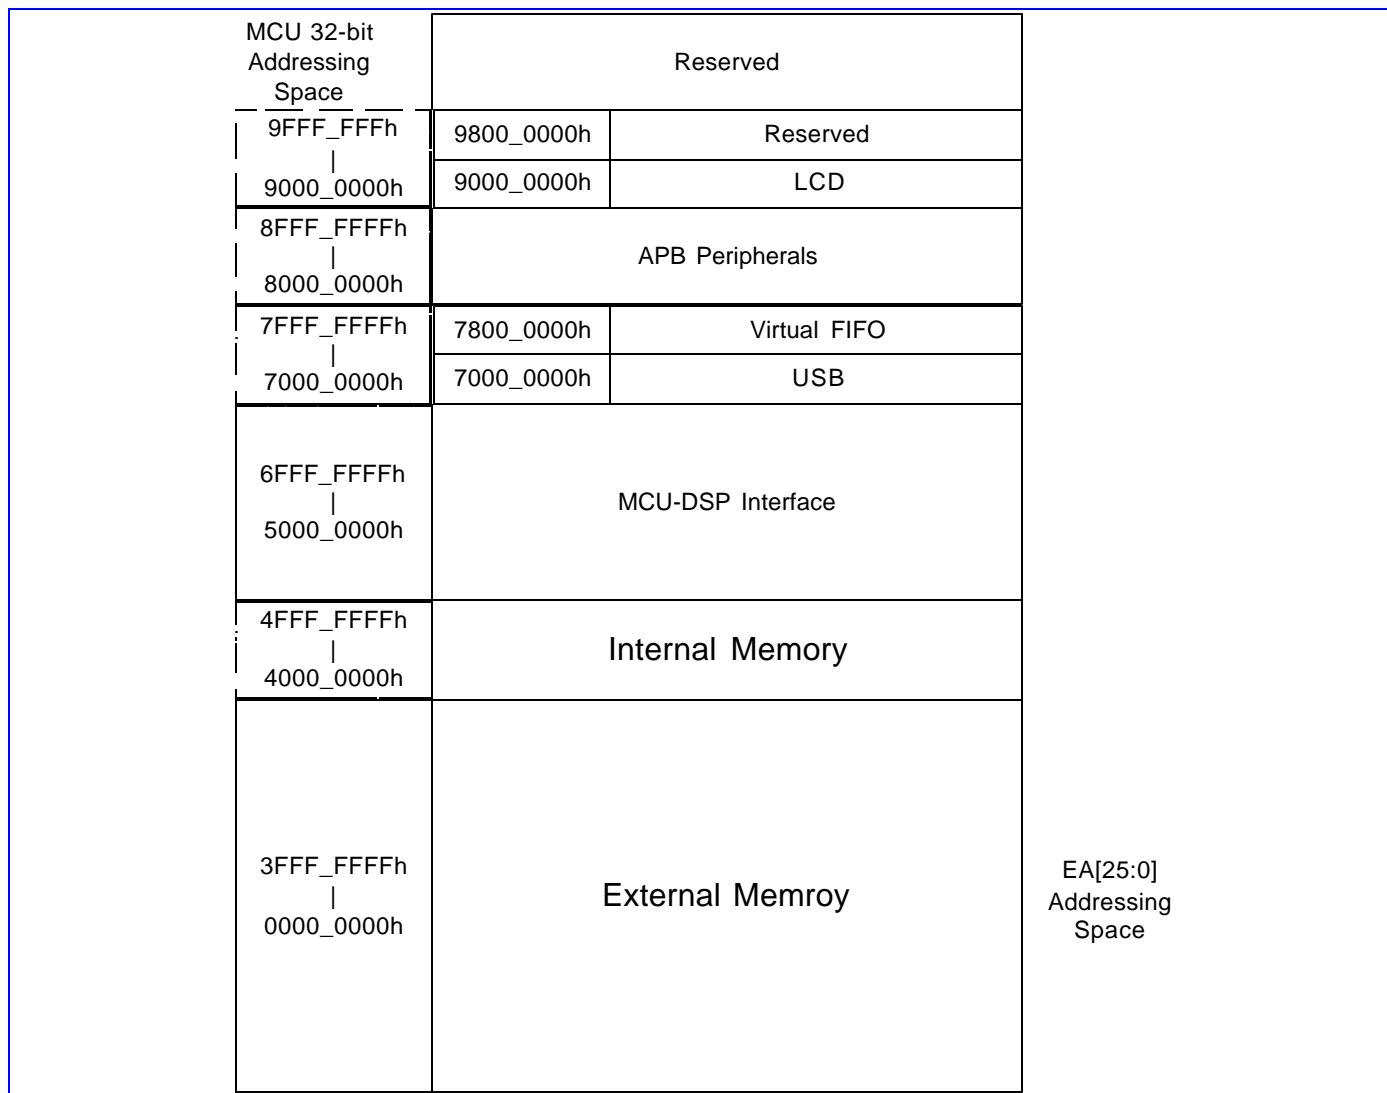 MCU 32-bit
Addressing
Space
Reserved
9FFF_FFFh
|
9000_0000h
9800_0000h Reserved
9000_0000h LCD
8FFF_FFFFh
|
8000_0000h
APB Peripherals
7FFF_FFFFh
|
7000_0000h
7800_0000h Virtual FIFO
7000_0000h USB
6FFF_FFFFh
|
5000_0000h
MCU-DSP Interface
4FFF_FFFFh
|
4000_0000h
Internal Memory
3FFF_FFFFh
|
0000_0000h
External Memroy
EA[25:0]
Addressing
Space